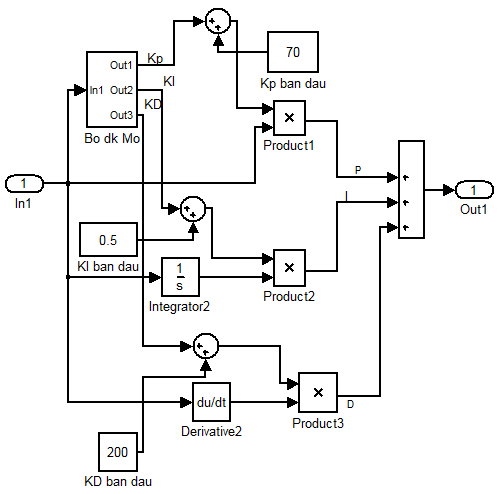 70
Kp ban dau
Kp
KI
KD
In1
Out1
Out2
Out3
Bo dk Mo
×
Product1
P
1
In1
1
Out1
0.5
KI ban dau
1
s
Integrator2
×
Product2
I
du/dt
Derivative2
×
Product3
D
200
KD ban dau